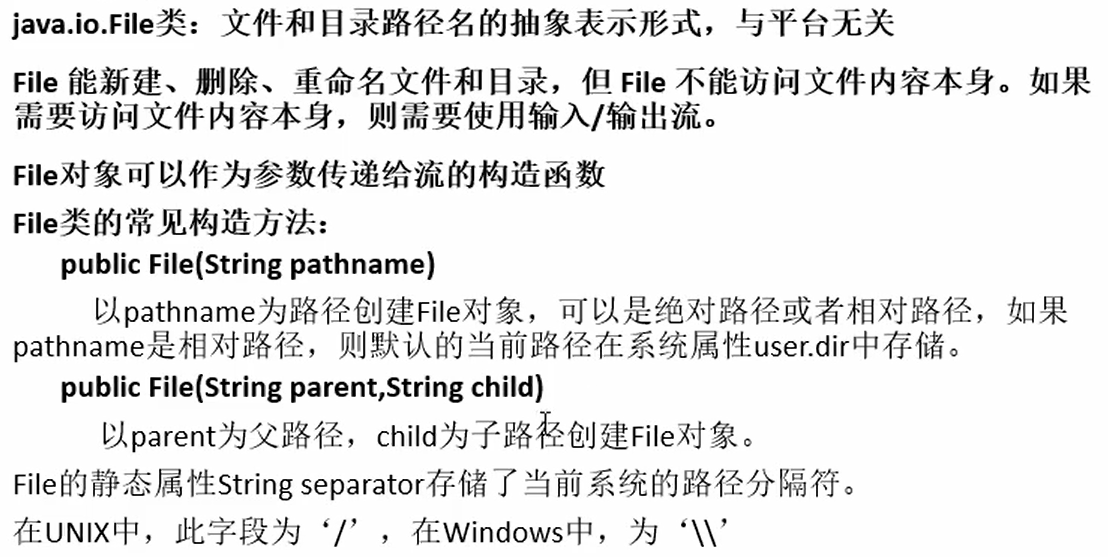 java.io.File类：文件和目录路径名的抽象表示形式，与平台无关
File 能新建、删除、重命名文件和目录，但 File 不能访问文件内容本身。如果
需要访问文件内容本身，则需要使用输入/输出流。
File对象可以作为参数传递给流的构造函数
File类的常见构造方法：
public File(String pathname)
以pathname为路径创建File对象，可以是绝对路径或者相对路径，如果
pathname是相对路径，则默认的当前路径在系统属性user.dir中存储。
public File(String parent,String child)
以parent为父路径，child为子路径创建File对象。
File的静态属性String separator存储了当前系统的路径分隔符。
在UNIX中，此字段为‘/’，在Windows中，为‘\\’